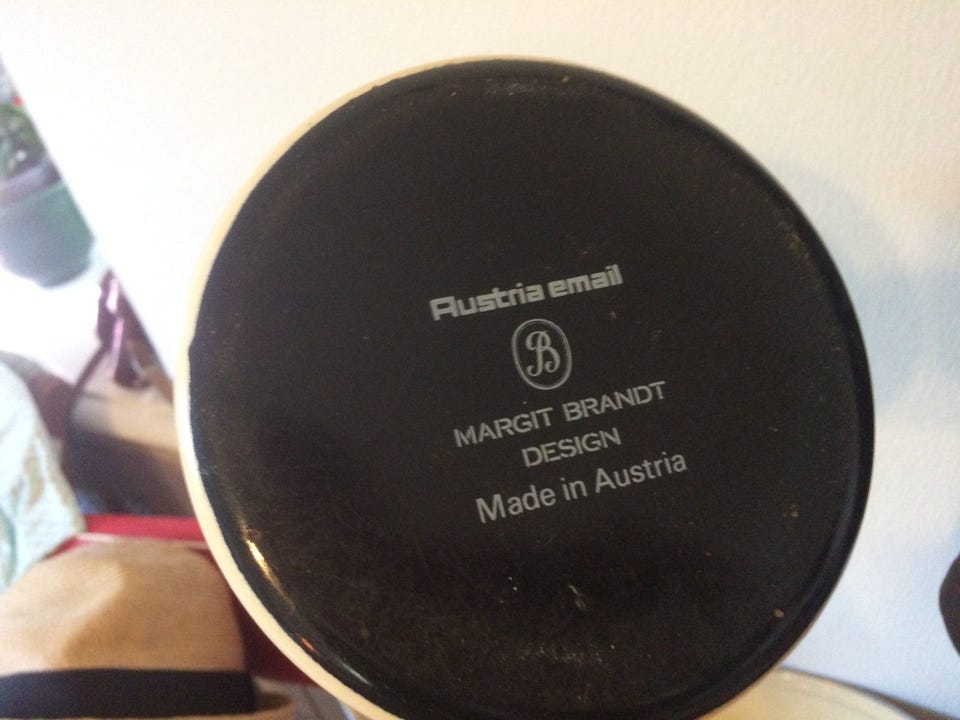 Austria email
B
MARGIT BRANDT
DESIGN
Made in Austria